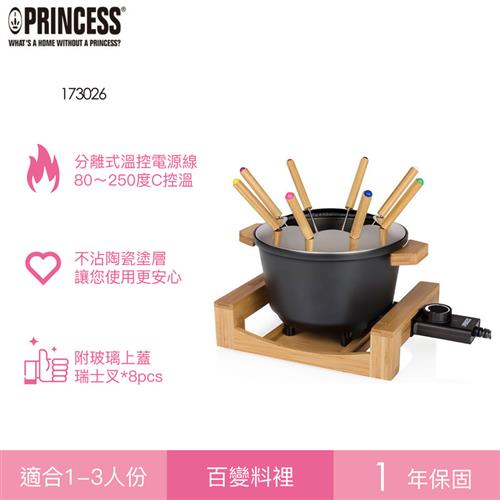 PRINCESS®
WHAT'S A HOME WITHOUT A PRINCESS?
173026
分離式溫控電源線
80～250度C控溫
不沾陶瓷塗層
讓您使用更安心
附玻璃上蓋
瑞士叉*8pcs
適合1-3人份
百變料裡
1年保固